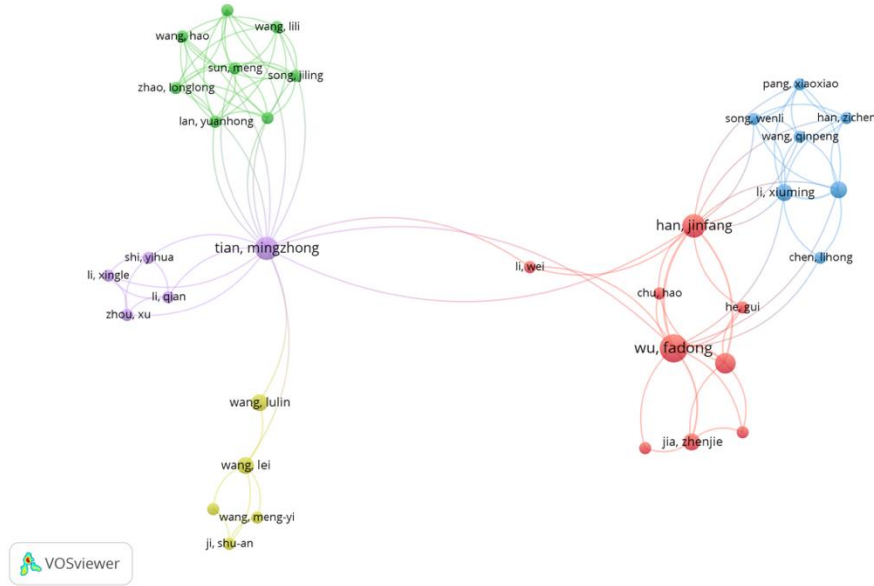 wang, lili
wang, hao
sun, meng
song, jiling
zhao, longlong
lan, yuanhong
pang, xiaoxiao
song, wenli
han, zichen
wang, qinpeng
li, xiuming
han, jinfang
tian, mingzhong
shi, yihua
li, xingle
li, qian
zhou, xu
li, wei
chen, lihong
chu, hao
he, gui
wu, fadong
wang, lulin
jia, zhenjie
wang, lei
wang, meng-yi
ji, shu-an
VOSviewer